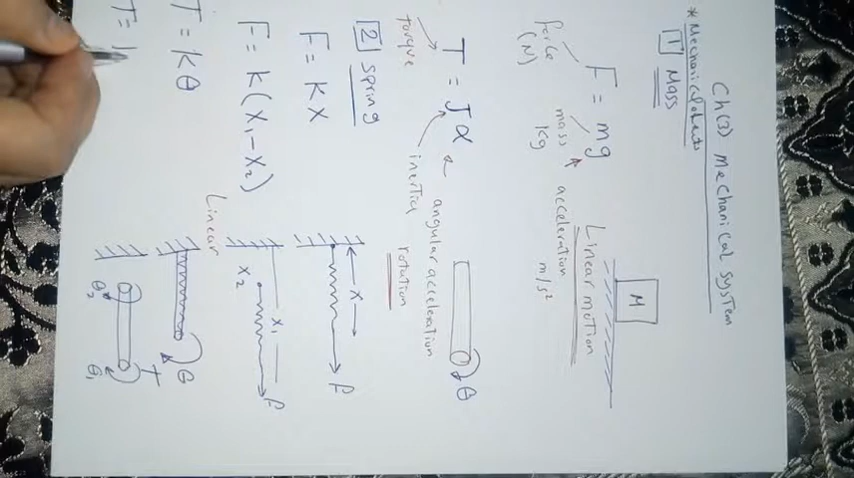 Ch(3) Mechanical system
* Mechanical
1 Mass
F = mg
Force
(N)
mass
kg
acceleration
m/s²
Linear motion
M
T = Jα
torque
inertia
angular acceleration
rotation
θ
2 spring
F = kx
x
F
F = k(x₁-x₂)
x₁
x₂
F
Linear
T = kθ
θ
T =
θ₂
θ₁
T